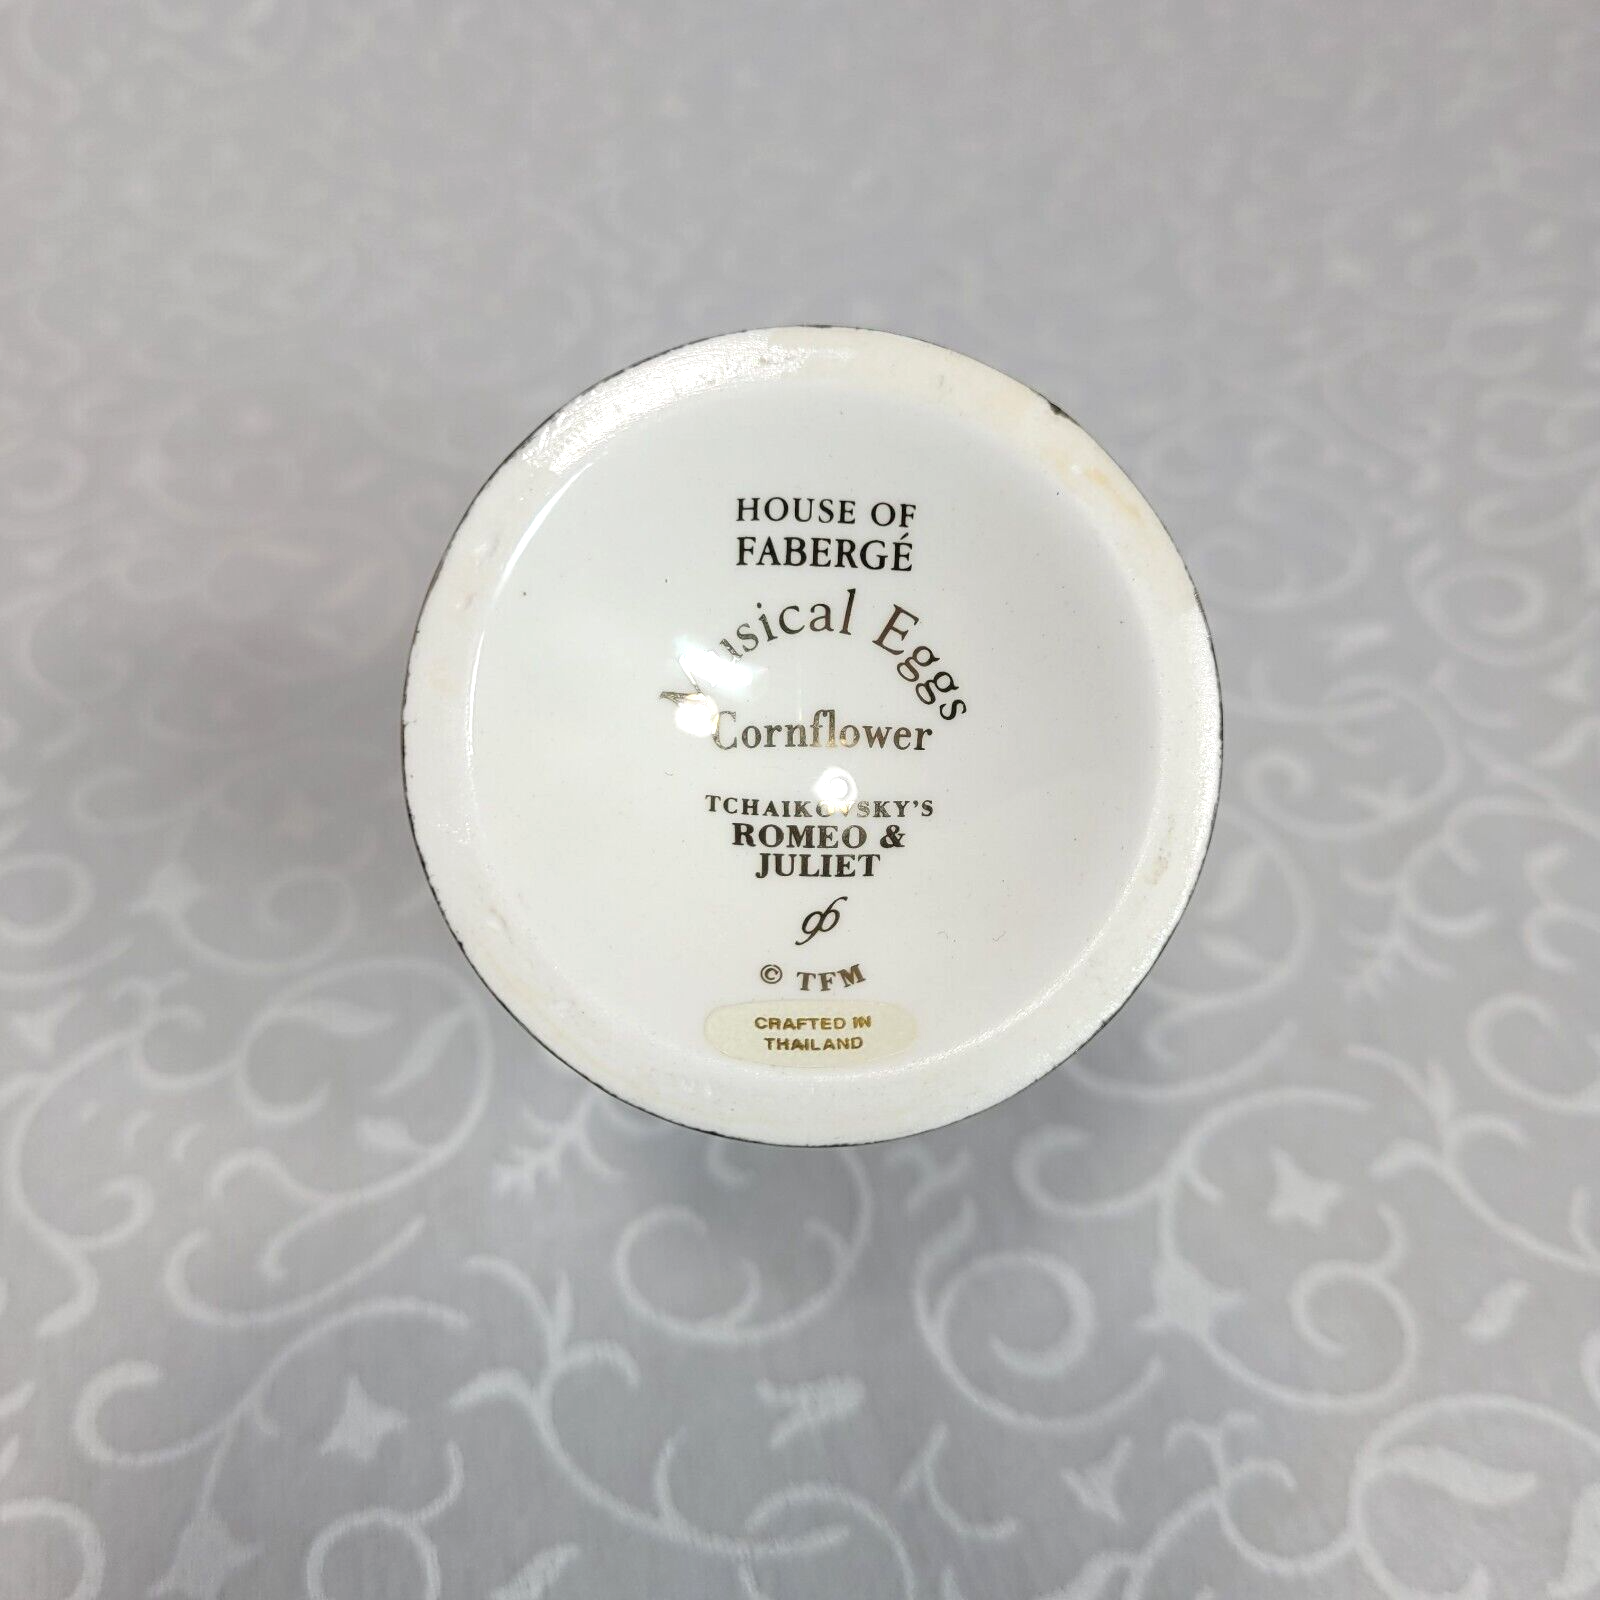 HOUSE OF
FABERGÉ
Musical Eggs
Cornflower
TCHAIKOVSKY'S
ROMEO &
JULIET
© TFM
CRAFTED IN
THAILAND